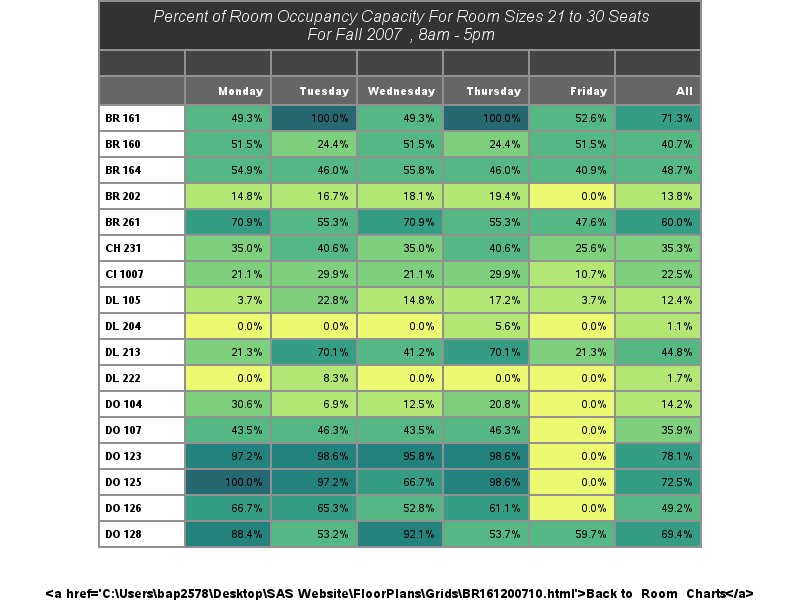 Percent of Room Occupancy Capacity For Room Sizes 21 to 30 Seats
For Fall 2007 , 8am - 5pm
Monday Tuesday Wednesday Thursday Friday All
BR 161 49.3% 100.0% 49.3% 100.0% 52.6% 71.3%
BR 160 51.5% 24.4% 51.5% 24.4% 51.5% 40.7%
BR 164 54.9% 46.0% 55.8% 46.0% 40.9% 48.7%
BR 202 14.8% 16.7% 18.1% 19.4% 0.0% 13.8%
BR 261 70.9% 55.3% 70.9% 55.3% 47.6% 60.0%
CH 231 35.0% 40.6% 35.0% 40.6% 25.6% 35.3%
CI 1007 21.1% 29.9% 21.1% 29.9% 10.7% 22.5%
DL 105 3.7% 22.8% 14.8% 17.2% 3.7% 12.4%
DL 204 0.0% 0.0% 0.0% 5.6% 0.0% 1.1%
DL 213 21.3% 70.1% 41.2% 70.1% 21.3% 44.8%
DL 222 0.0% 8.3% 0.0% 0.0% 0.0% 1.7%
DO 104 30.6% 6.9% 12.5% 20.8% 0.0% 14.2%
DO 107 43.5% 46.3% 43.5% 46.3% 0.0% 35.9%
DO 123 97.2% 98.6% 95.8% 98.6% 0.0% 78.1%
DO 125 100.0% 97.2% 66.7% 98.6% 0.0% 72.5%
DO 126 66.7% 65.3% 52.8% 61.1% 0.0% 49.2%
DO 128 88.4% 53.2% 92.1% 53.7% 59.7% 69.4%
<a href='C:\Users\bap2578\Desktop\SAS Website\FloorPlans\Grids\BR161200710.html'>Back to Room Charts</a>